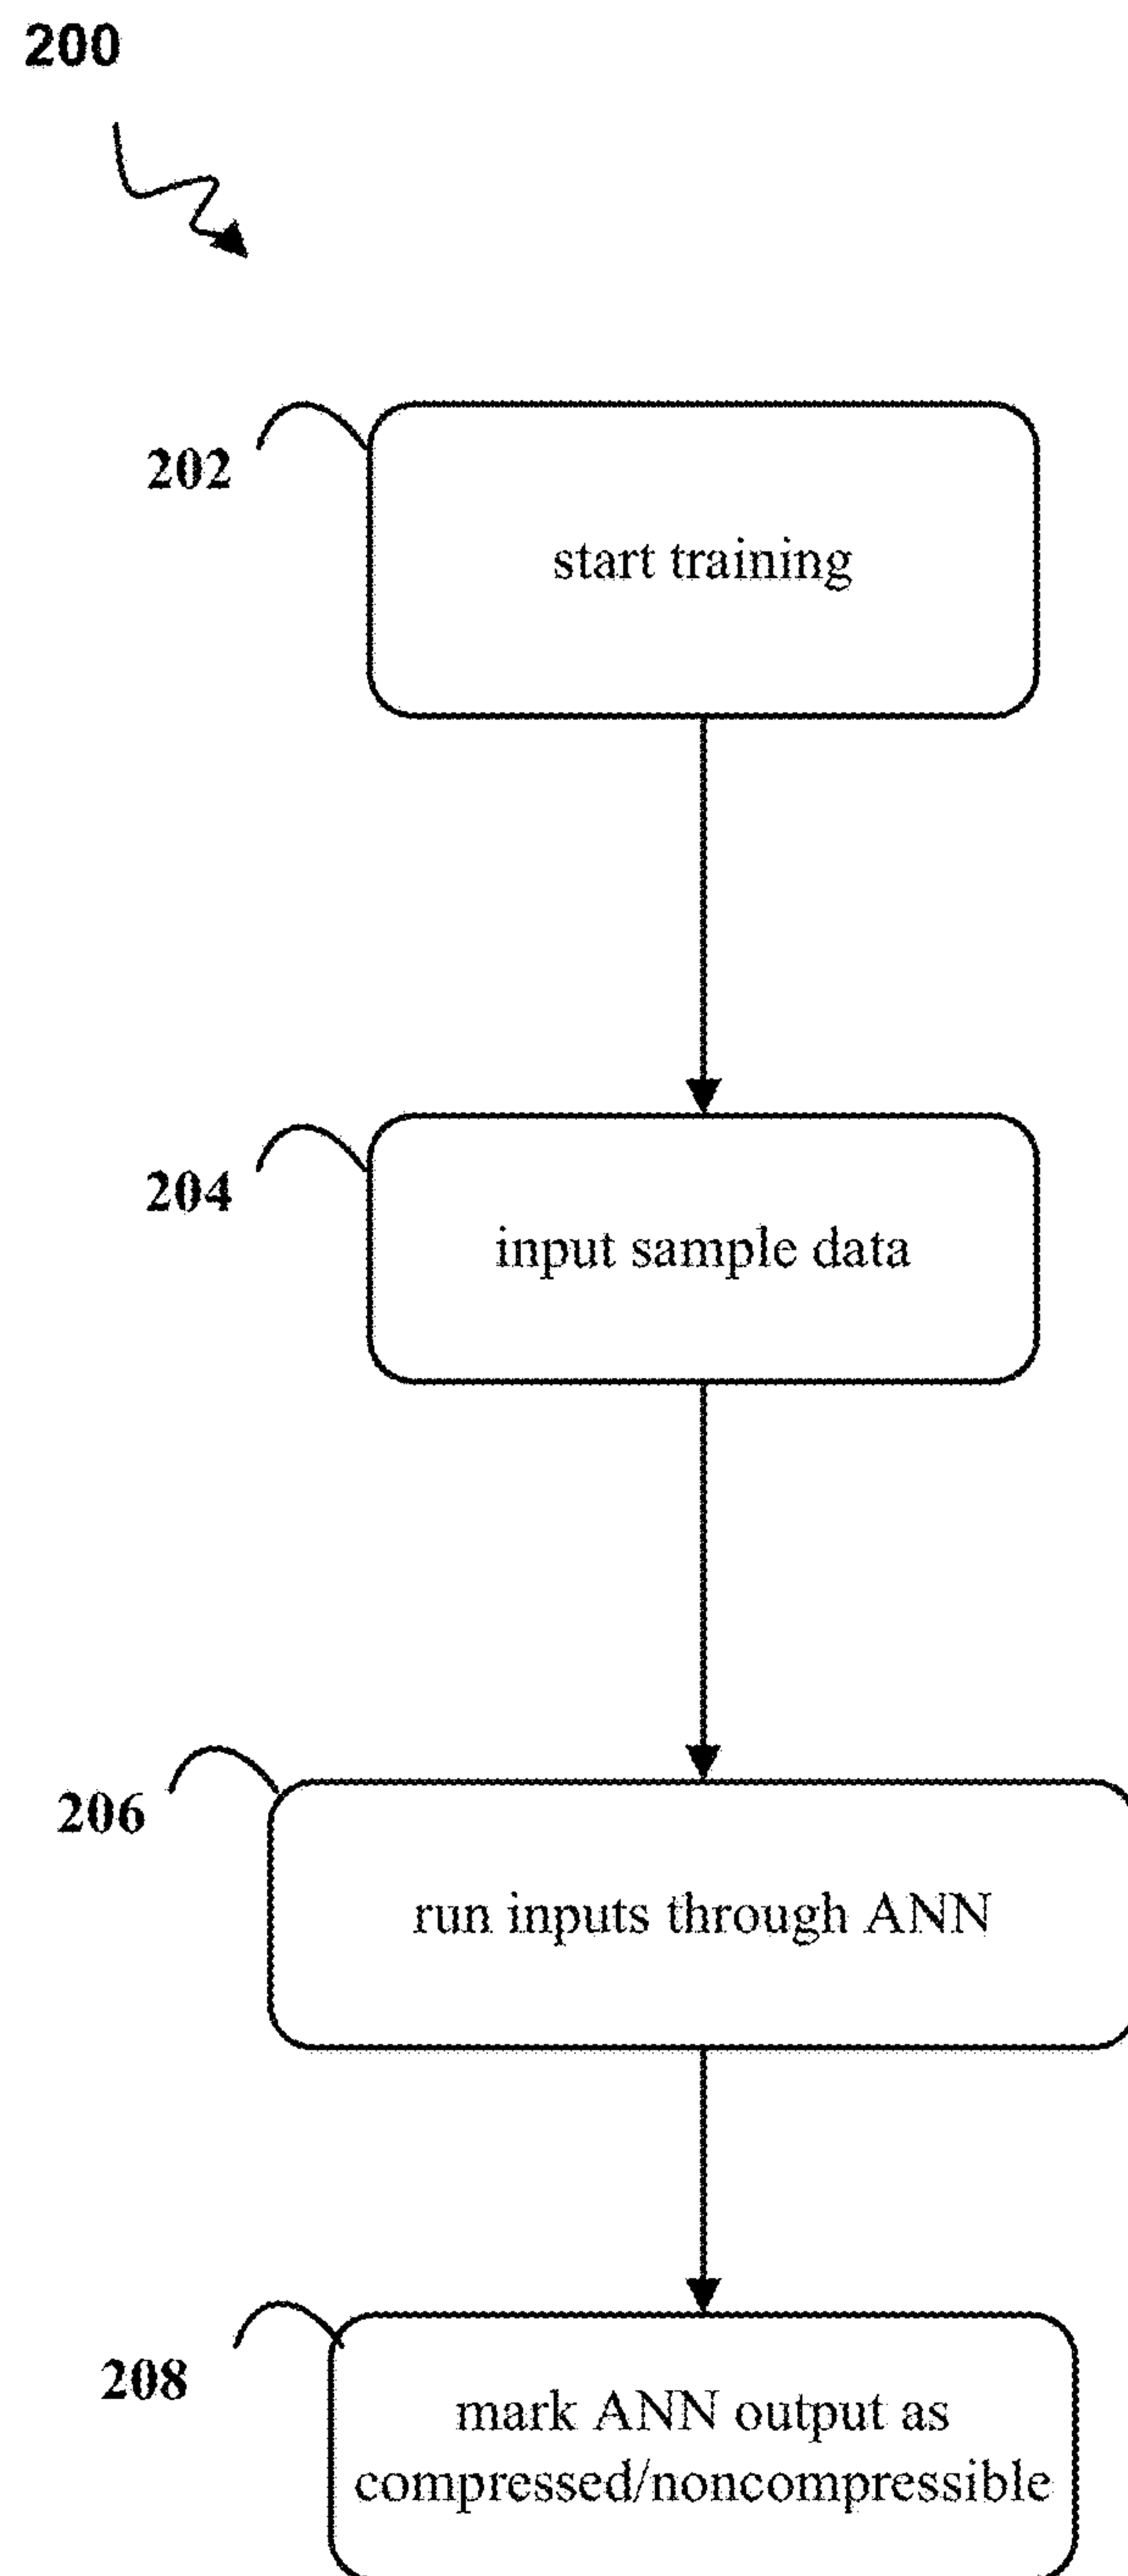 200
202
start training
204
input sample data
206
run inputs through ANN
208
mark ANN output as
compressed/noncompressible